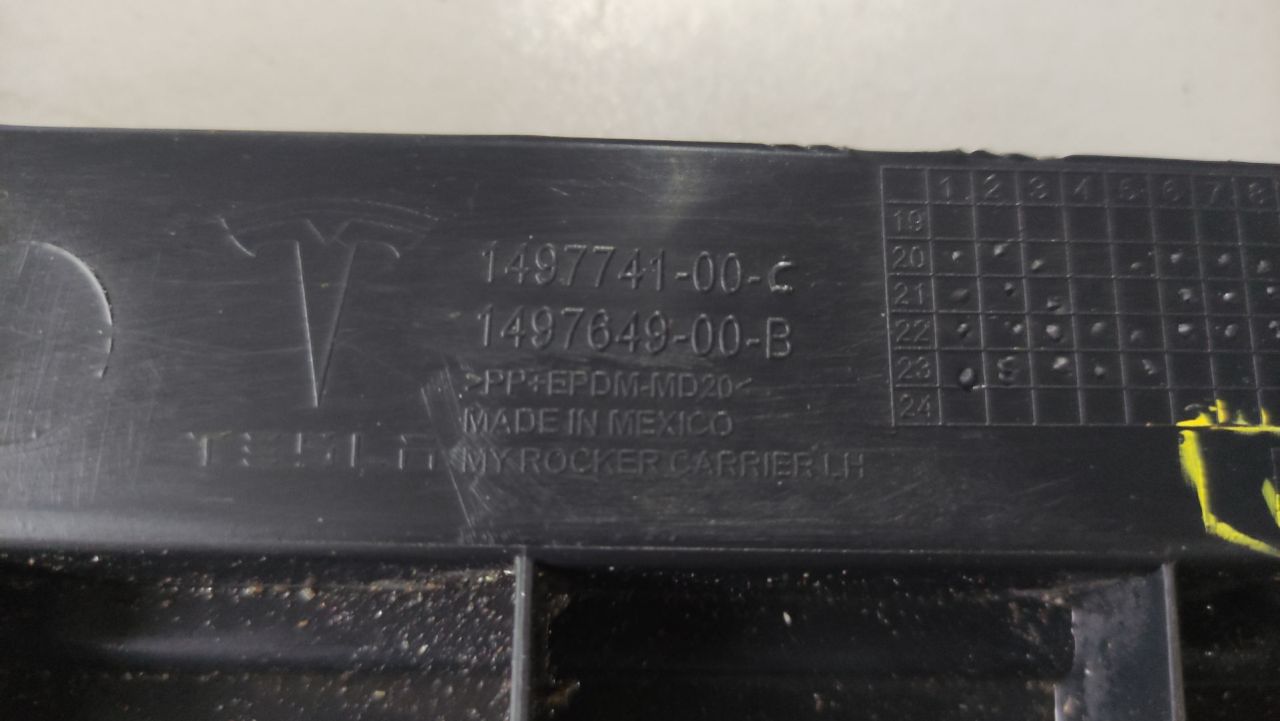 TESLA
1497741-00-C
1497649-00-B
>PP+EPDM-MD20<
MADE IN MEXICO
MY ROCKER CARRIER LH
1 2 3 4 5 6 7 8
19
20
21
22
23 S
24